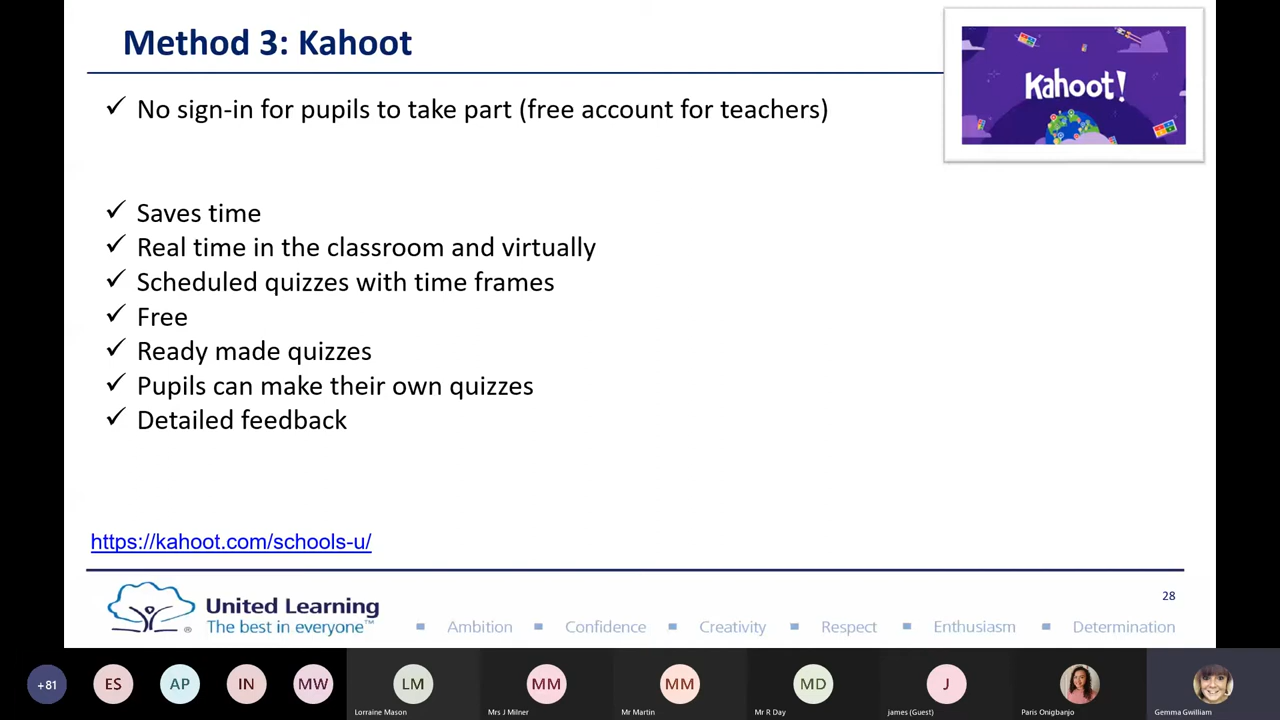 Method 3: Kahoot
Kahoot!
✓ No sign-in for pupils to take part (free account for teachers)
✓ Saves time
✓ Real time in the classroom and virtually
✓ Scheduled quizzes with time frames
✓ Free
✓ Ready made quizzes
✓ Pupils can make their own quizzes
✓ Detailed feedback
https://kahoot.com/schools-u/
28
United Learning
The best in everyone™
®
■ Ambition ■ Confidence ■ Creativity ■ Respect ■ Enthusiasm ■ Determination
+81 ES AP IN MW LM MM MM MD J
Lorraine Mason Mrs J Milner Mr Martin Mr R Day james (Guest) Paris Onigbanjo Gemma Gwilliam